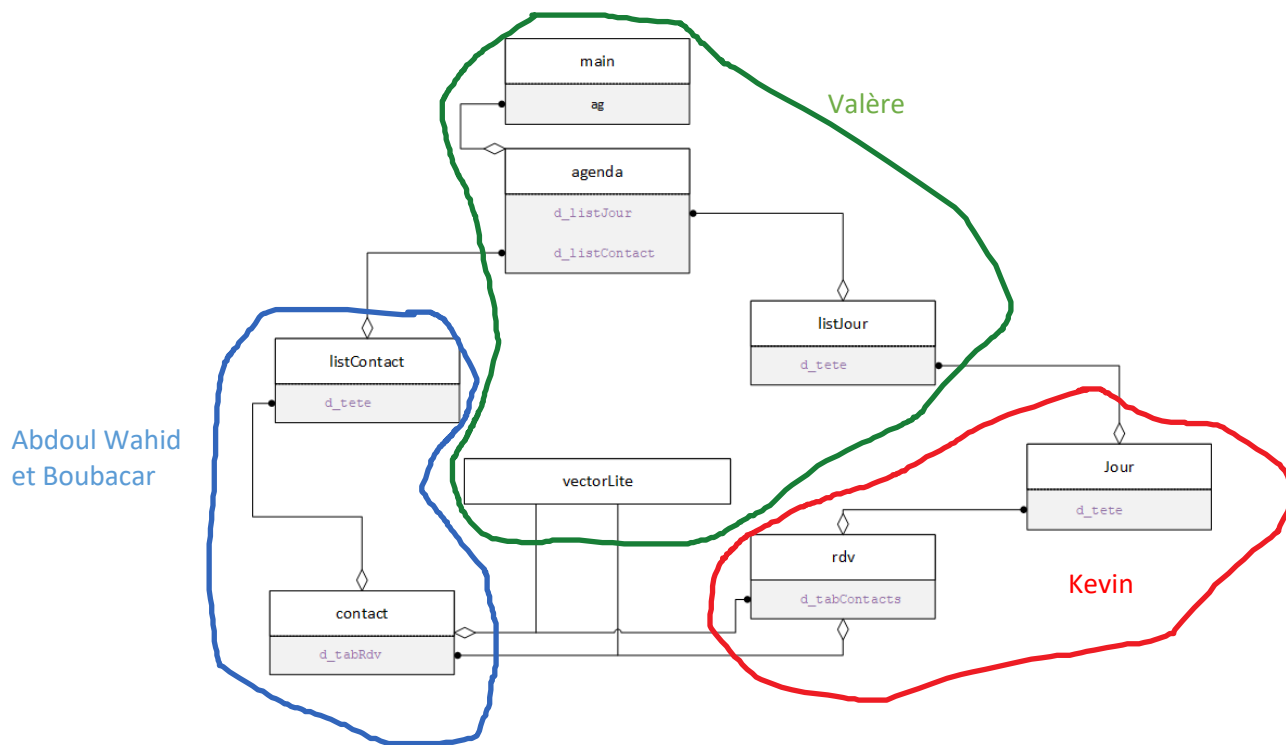 main
ag
Valère
agenda
d_listJour
d_listContact
listJour
d_tete
listContact
d_tete
Abdoul Wahid
et Boubacar
vectorLite
Jour
d_tete
rdv
d_tabContacts
Kevin
contact
d_tabRdv